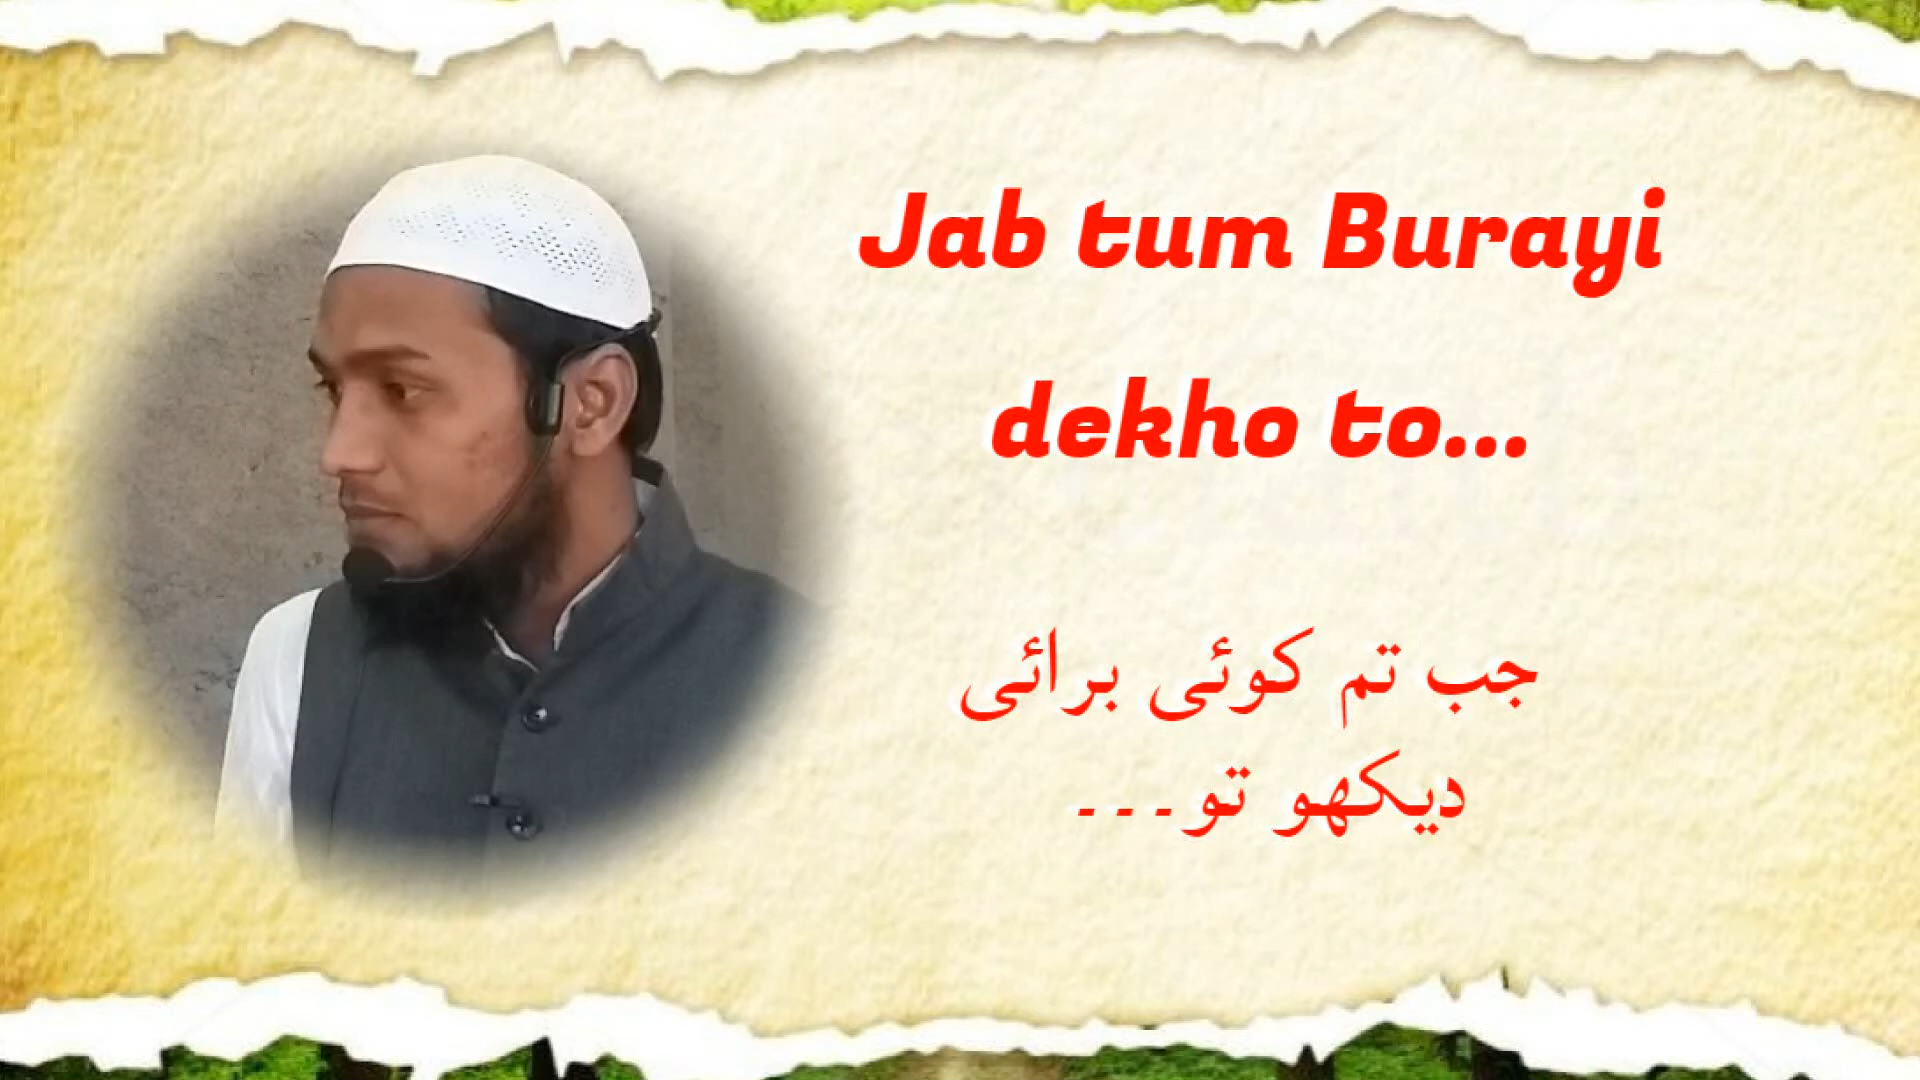 Jab tum Burayi
dekho to...
جب تم کوئی برائی
دیکھو تو۔۔۔